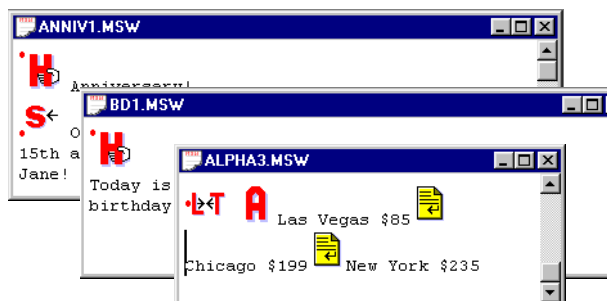 ANNIV1.MSW
H
Anniversary!
S
15th a
Jane!
BD1.MSW
H
Today is
birthday
ALPHA3.MSW
L T A Las Vegas $85
Chicago $199 New York $235